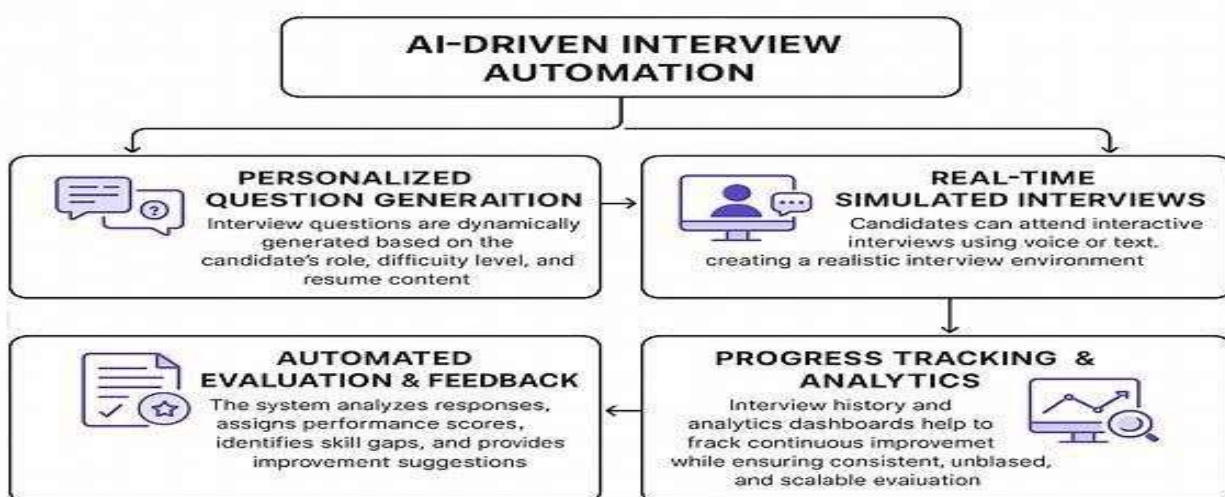 AI-DRIVEN INTERVIEW
AUTOMATION
PERSONALIZED
QUESTION GENERAITION
Interview questions are dynamically
generated based on the
candidate's role, difficuity level, and
resume content
REAL-TIME
SIMULATED INTERVIEWS
Candidates can attend interactive
interviews using voice or text.
creating a realistic interview environment
AUTOMATED
EVALUATION & FEEDBACK
The system analyzes responses,
assigns performance scores,
identifies skill gaps, and provides
improvement suggestions
PROGRESS TRACKING &
ANALYTICS
Interview history and
analytics dashboards help to
frack continuous improvemet
while ensuring consistent, unblased,
and scalable evaiuation